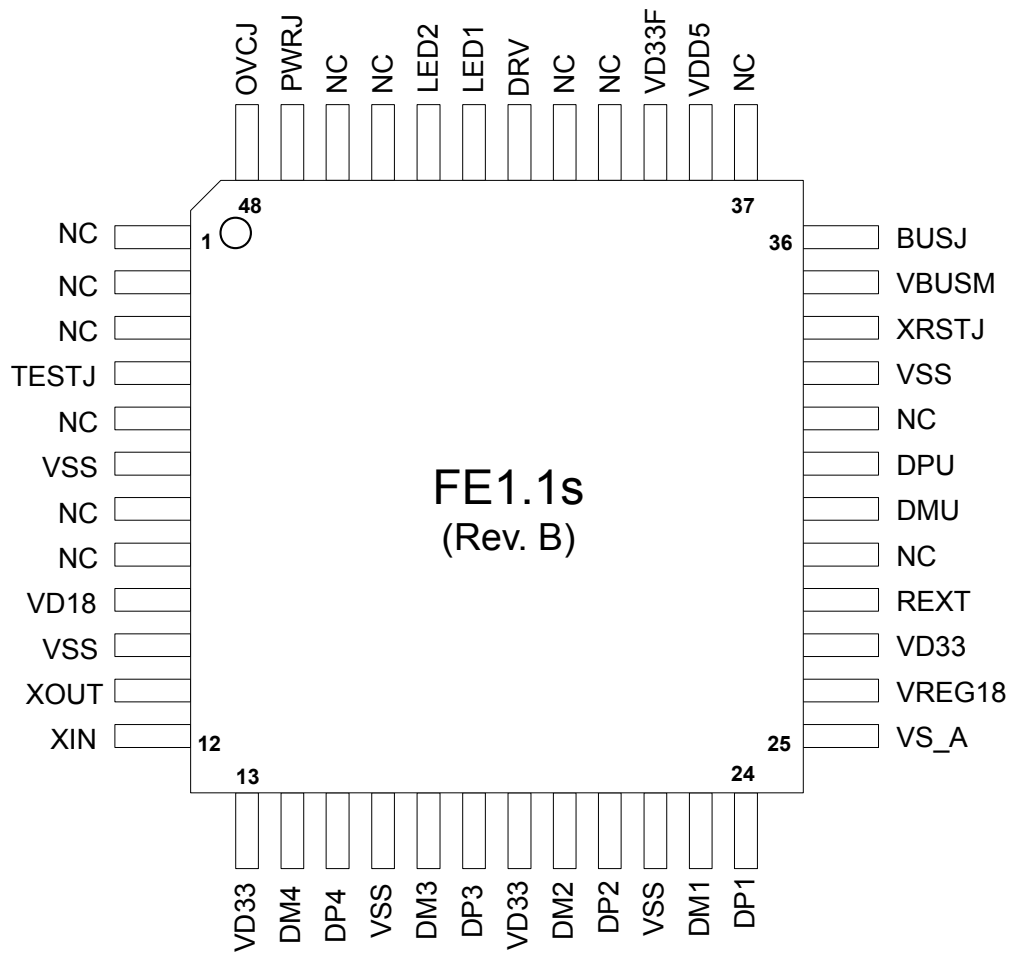 OVCJ
PWRJ
NC
NC
LED2
LED1
DRV
NC
NC
VD33F
VDD5
NC
48
37
NC
1
36
BUSJ
NC
VBUSM
NC
XRSTJ
TESTJ
VSS
NC
NC
VSS
DPU
FE1.1s
NC
DMU
(Rev. B)
NC
NC
VD18
REXT
VSS
VD33
XOUT
VREG18
XIN
12
25
VS_A
13
24
VD33
DM4
DP4
VSS
DM3
DP3
VD33
DM2
DP2
VSS
DM1
DP1